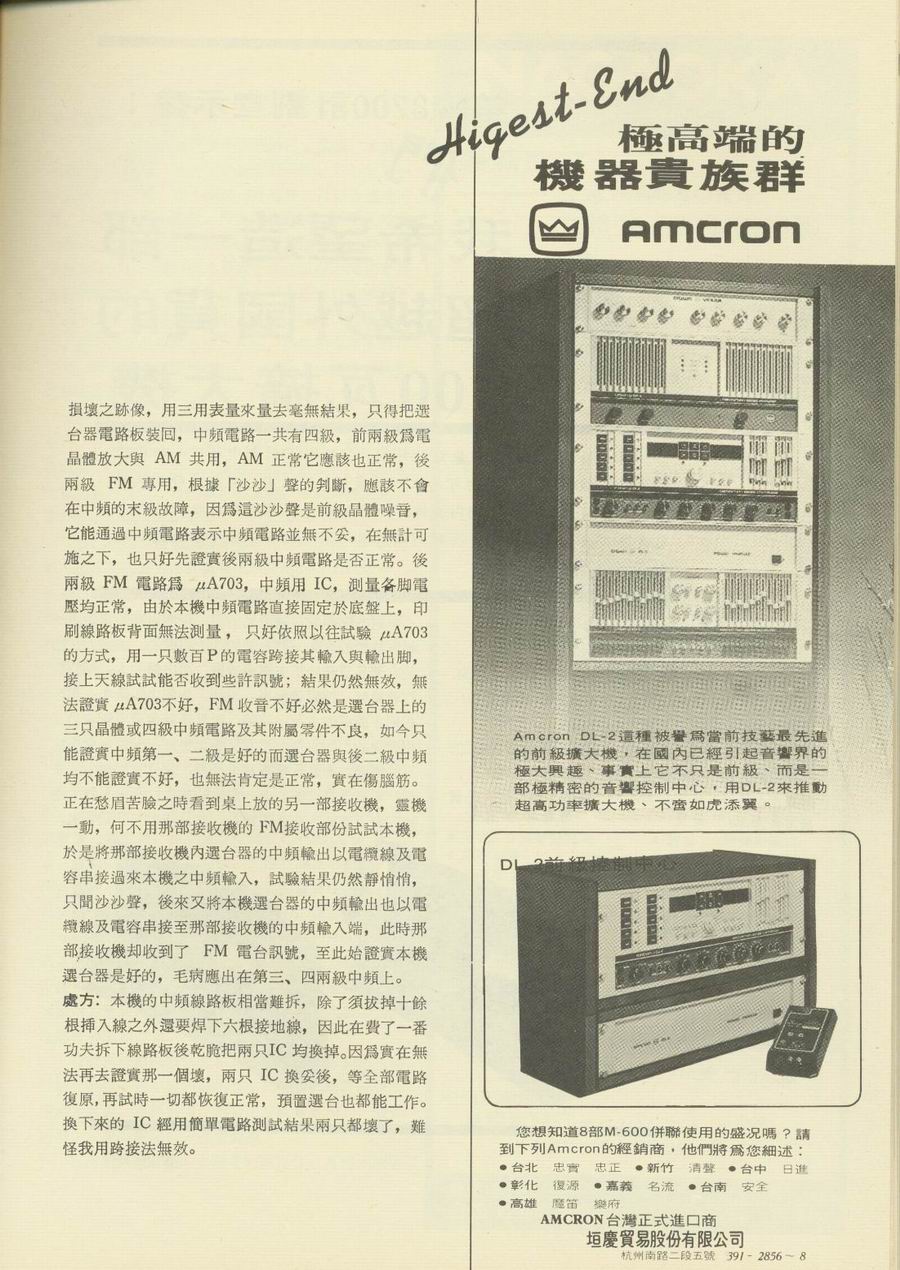 損壞之跡像，用三用表量來量去毫無結果，只得把選
台器電路板裝囘，中頻電路一共有四級，前兩級爲電
晶體放大與 AM 共用，AM 正常它應該也正常，後
兩級 FM 專用，根據「沙沙」聲的判斷，應該不會
在中頻的末級故障，因爲這沙沙聲是前級晶體噪音，
它能通過中頻電路表示中頻電路並無不妥，在無計可
施之下，也只好先證實後兩級中頻電路是否正常。後
兩級 FM 電路爲 μA703，中頻用 IC，測量各脚電
壓均正常，由於本機中頻電路直接固定於底盤上，印
刷線路板背面無法測量，只好依照以往試驗 μA703
的方式，用一只數百P的電容跨接其輸入與輸出脚，
接上天線試試能否收到些許訊號；結果仍然無效，無
法證實 μA703不好，FM 收音不好必然是選台器上的
三只晶體或四級中頻電路及其附屬零件不良，如今只
能證實中頻第一、二級是好的而選台器與後二級中頻
均不能證實不好，也無法肯定是正常，實在傷腦筋。
正在愁眉苦臉之時看到桌上放的另一部接收機，靈機
一動，何不用那部接收機的 FM接收部份試試本機，
於是將那部接收機內選台器的中頻輸出以電纜線及電
容串接過來本機之中頻輸入，試驗結果仍然靜悄悄，
只聞沙沙聲，後來又將本機選台器的中頻輸出也以電
纜線及電容串接至那部接收機的中頻輸入端，此時那
部接收機却收到了 FM 電台訊號，至此始證實本機
選台器是好的，毛病應出在第三、四兩級中頻上。
處方：本機的中頻線路板相當難拆，除了須拔掉十餘
根揷入線之外還要焊下六根接地線，因此在費了一番
功夫拆下線路板後乾脆把兩只IC 均換掉。因爲實在無
法再去證實那一個壞，兩只 IC 換妥後，等全部電路
復原，再試時一切都恢復正常，預置選台也都能工作。
換下來的 IC 經用簡單電路測試結果兩只都壞了，難
怪我用跨接法無效。
Higest-End
極高端的
機器貴族群
AMCRON
Amcron DL-2這種被譽爲當前技藝最先進
的前級擴大機，在國內已經引起音響界的
極大興趣、事實上它不只是前級、而是一
部極精密的音響控制中心，用DL-2來推動
超高功率擴大機、不啻如虎添翼。
DL-2前級控制中心
您想知道8部M-600併聯使用的盛況嗎？請
到下列Amcron的經銷商，他們將爲您細述：
●台北 忠實 忠正 ●新竹 清聲 ●台中 日進
●彰化 復源 ●嘉義 名流 ●台南 安全
●高雄 魔笛 樂府
AMCRON台灣正式進口商
垣慶貿易股份有限公司
杭州南路二段五號 391-2856～8